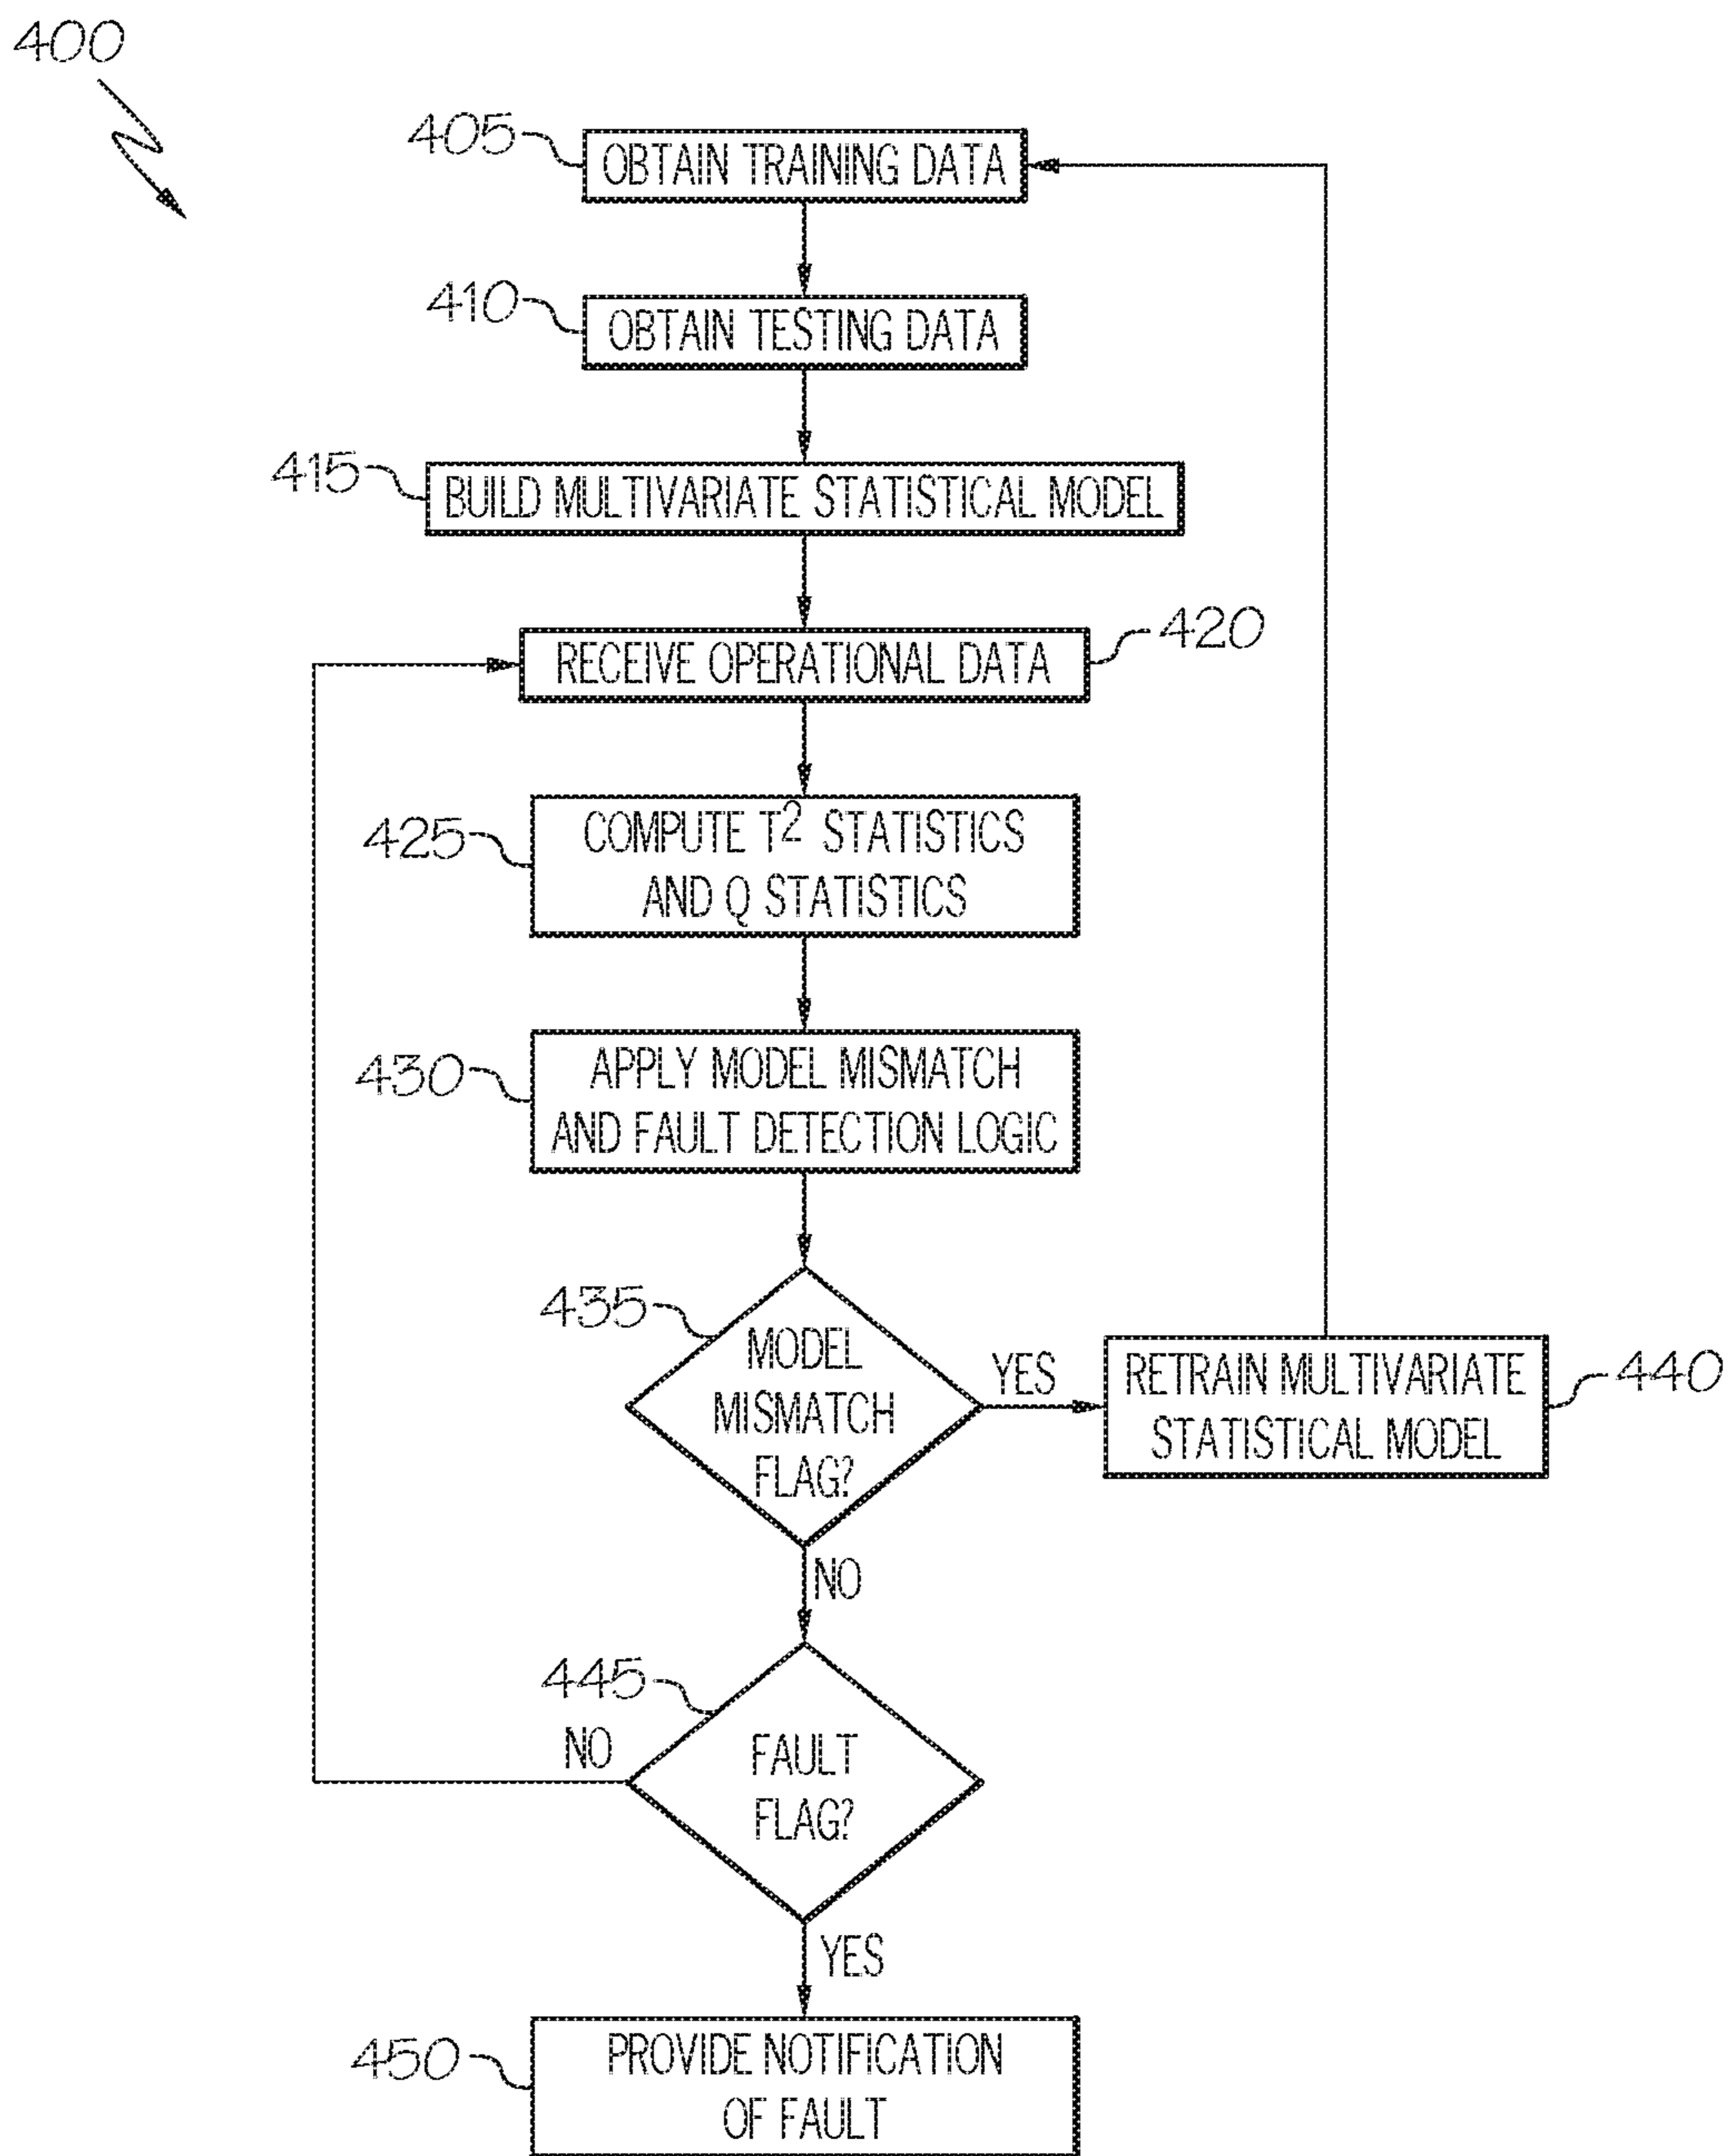 400
405
OBTAIN TRAINING DATA
410
OBTAIN TESTING DATA
415
BUILD MULTIVARIATE STATISTICAL MODEL
RECEIVE OPERATIONAL DATA
420
425
COMPUTE T² STATISTICS
AND Q STATISTICS
430
APPLY MODEL MISMATCH
AND FAULT DETECTION LOGIC
435
MODEL
MISMATCH
FLAG?
YES
RETRAIN MULTIVARIATE
STATISTICAL MODEL
440
NO
445
NO
FAULT
FLAG?
YES
450
PROVIDE NOTIFICATION
OF FAULT